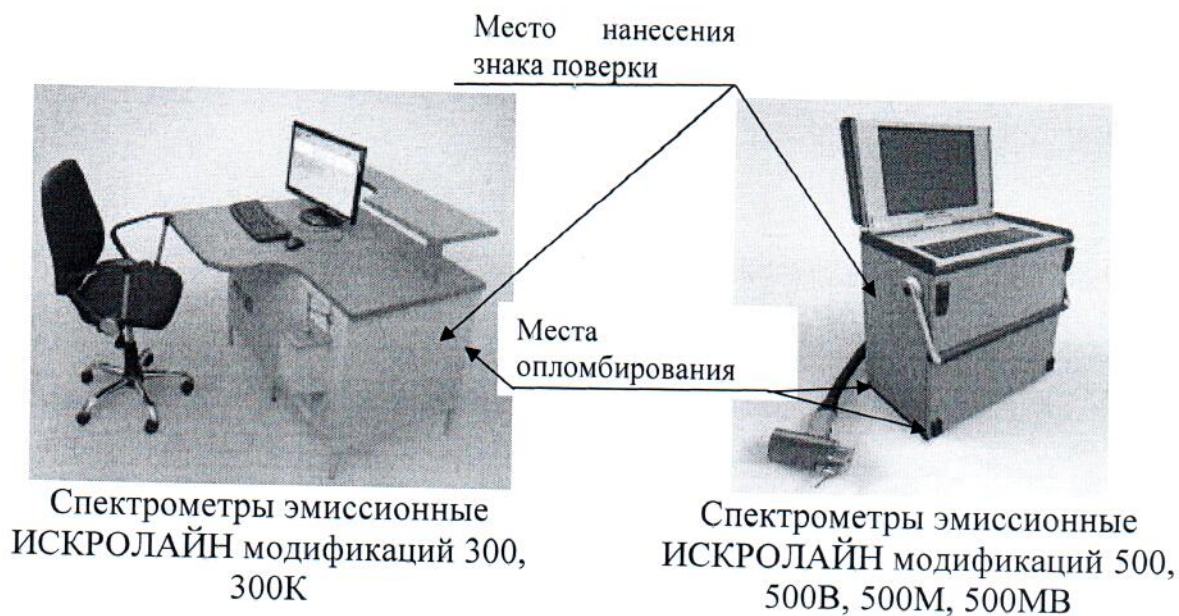 Место нанесения
знака поверки
Места
опломбирования
Спектрометры эмиссионные
ИСКРОЛАЙН модификаций 300,
300К
Спектрометры эмиссионные
ИСКРОЛАЙН модификаций 500,
500В, 500М, 500МВ